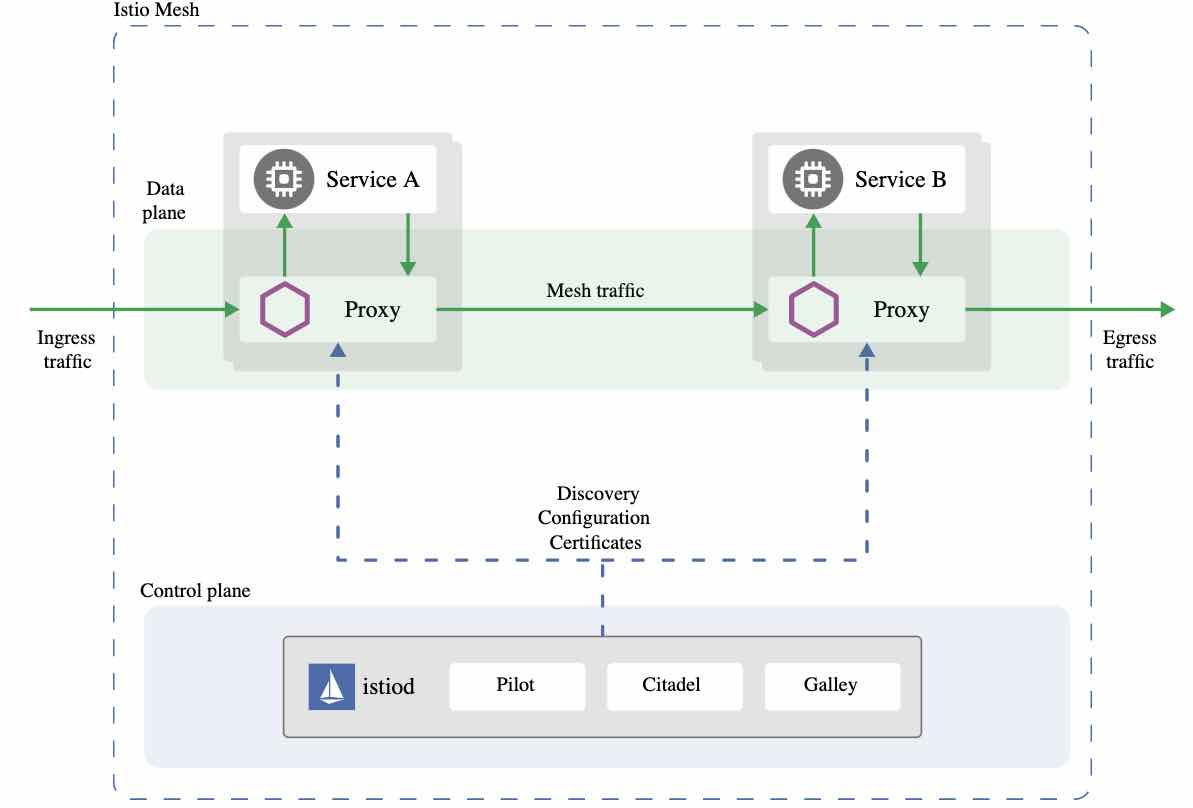 Istio Mesh
Data
plane
Service A
Service B
Proxy
Mesh traffic
Proxy
Ingress
traffic
Egress
traffic
Discovery
Configuration
Certificates
Control plane
istiod
Pilot
Citadel
Galley